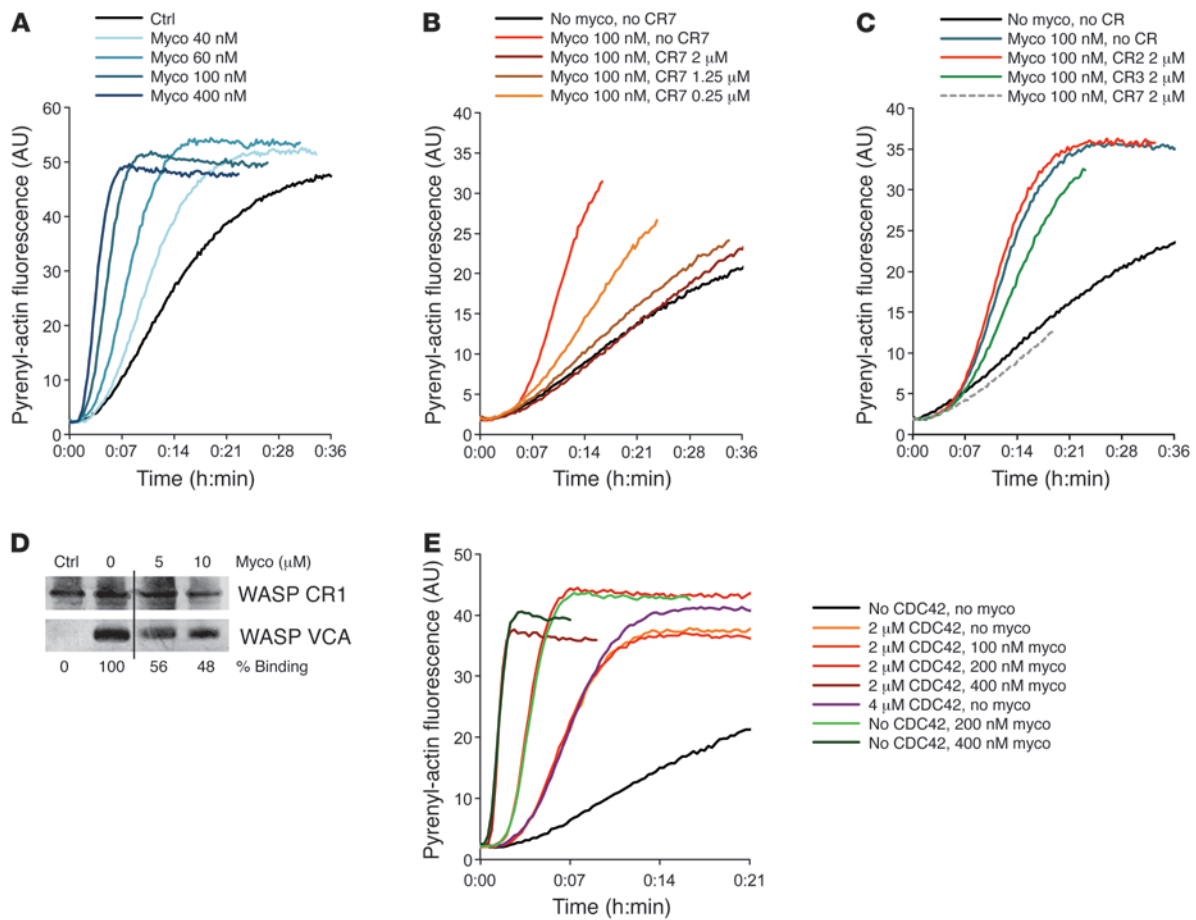 A
Ctrl
Myco 40 nM
Myco 60 nM
Myco 100 nM
Myco 400 nM
Pyrenyl-actin fluorescence (AU)
60
50
40
30
20
10
0
0:00 0:07 0:14 0:21 0:28 0:36
Time (h:min)
B
No myco, no CR7
Myco 100 nM, no CR7
Myco 100 nM, CR7 2 μM
Myco 100 nM, CR7 1.25 μM
Myco 100 nM, CR7 0.25 μM
Pyrenyl-actin fluorescence (AU)
40
35
30
25
20
15
10
5
0
0:00 0:07 0:14 0:21 0:28 0:36
Time (h:min)
C
No myco, no CR
Myco 100 nM, no CR
Myco 100 nM, CR2 2 μM
Myco 100 nM, CR3 2 μM
Myco 100 nM, CR7 2 μM
Pyrenyl-actin fluorescence (AU)
40
35
30
25
20
15
10
5
0
0:00 0:07 0:14 0:21 0:28 0:36
Time (h:min)
D
Ctrl 0 5 10 Myco (μM)
WASP CR1
WASP VCA
0 100 56 48 % Binding
E
Pyrenyl-actin fluorescence (AU)
50
40
30
20
10
0
0:00 0:07 0:14 0:21
Time (h:min)
No CDC42, no myco
2 μM CDC42, no myco
2 μM CDC42, 100 nM myco
2 μM CDC42, 200 nM myco
2 μM CDC42, 400 nM myco
4 μM CDC42, no myco
No CDC42, 200 nM myco
No CDC42, 400 nM myco